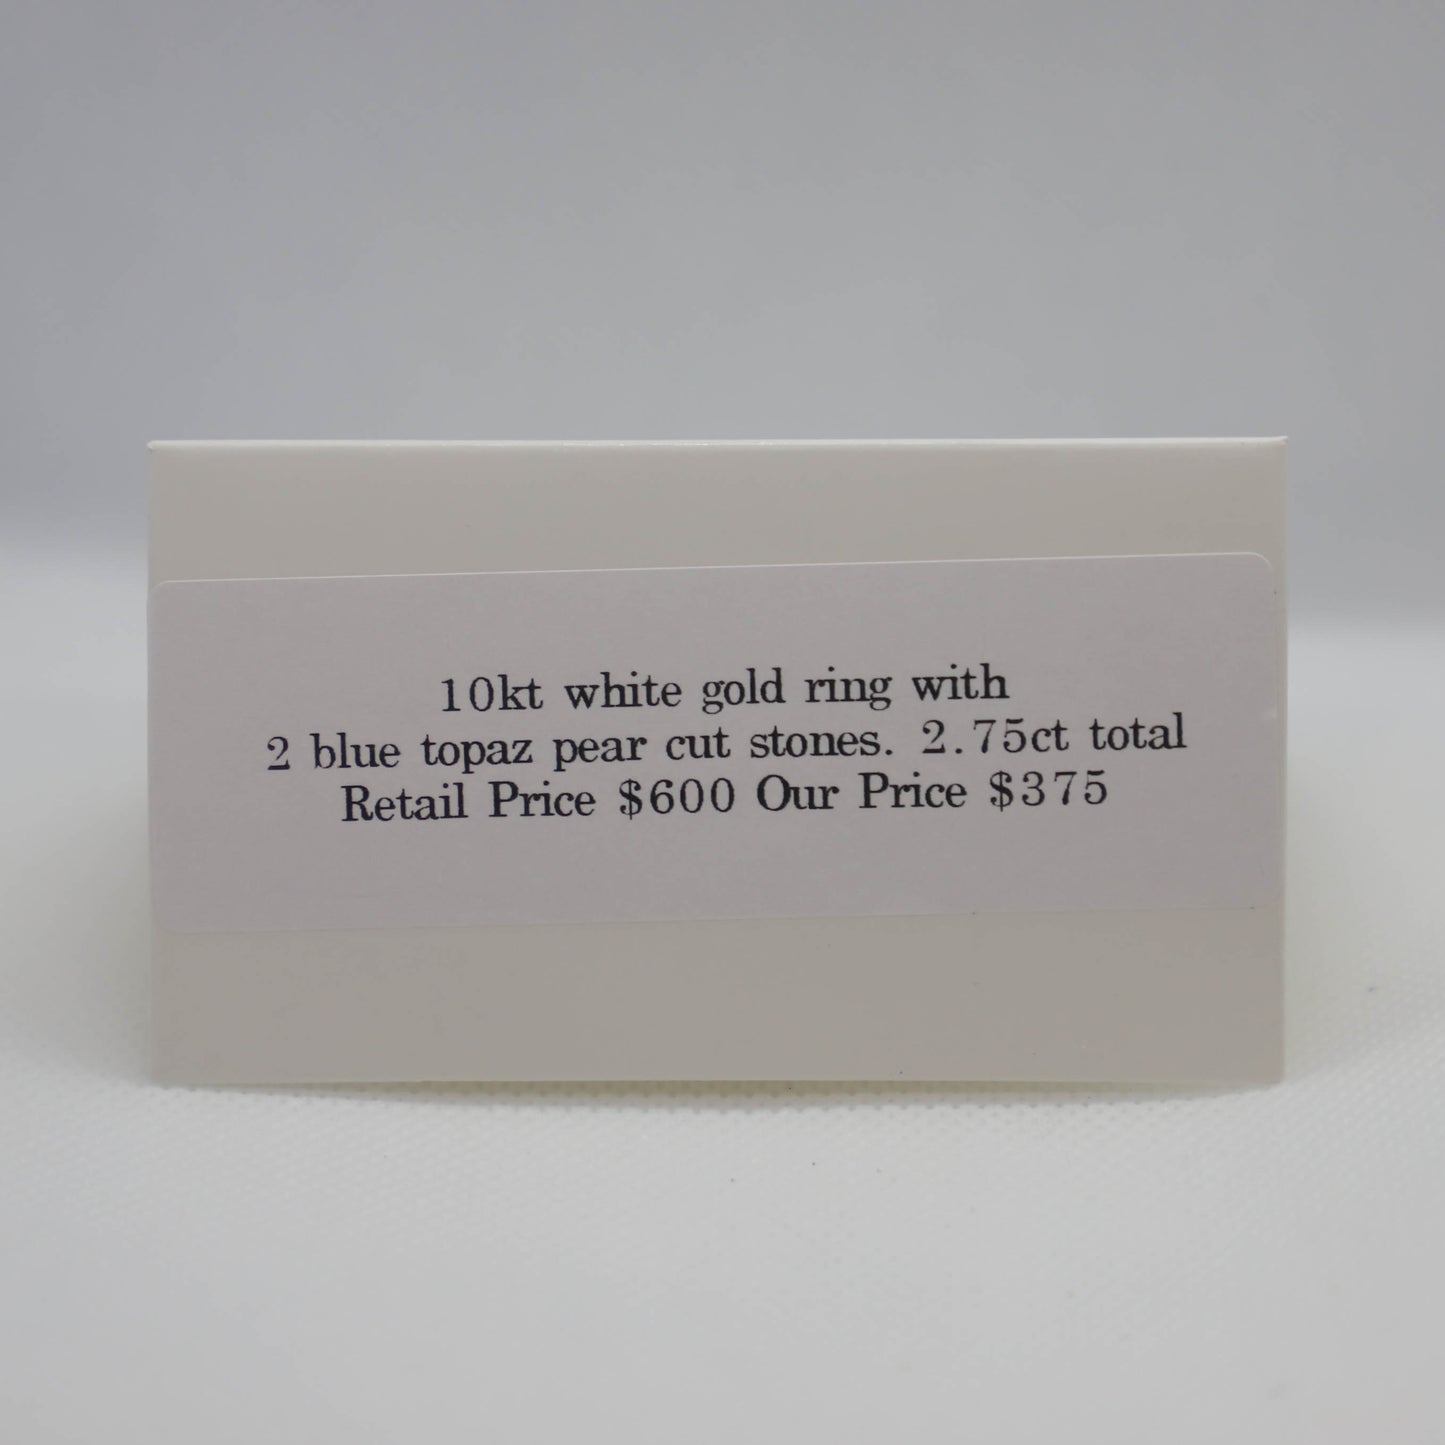 10kt white gold ring with
2 blue topaz pear cut stones. 2.75ct total
Retail Price $600 Our Price $375